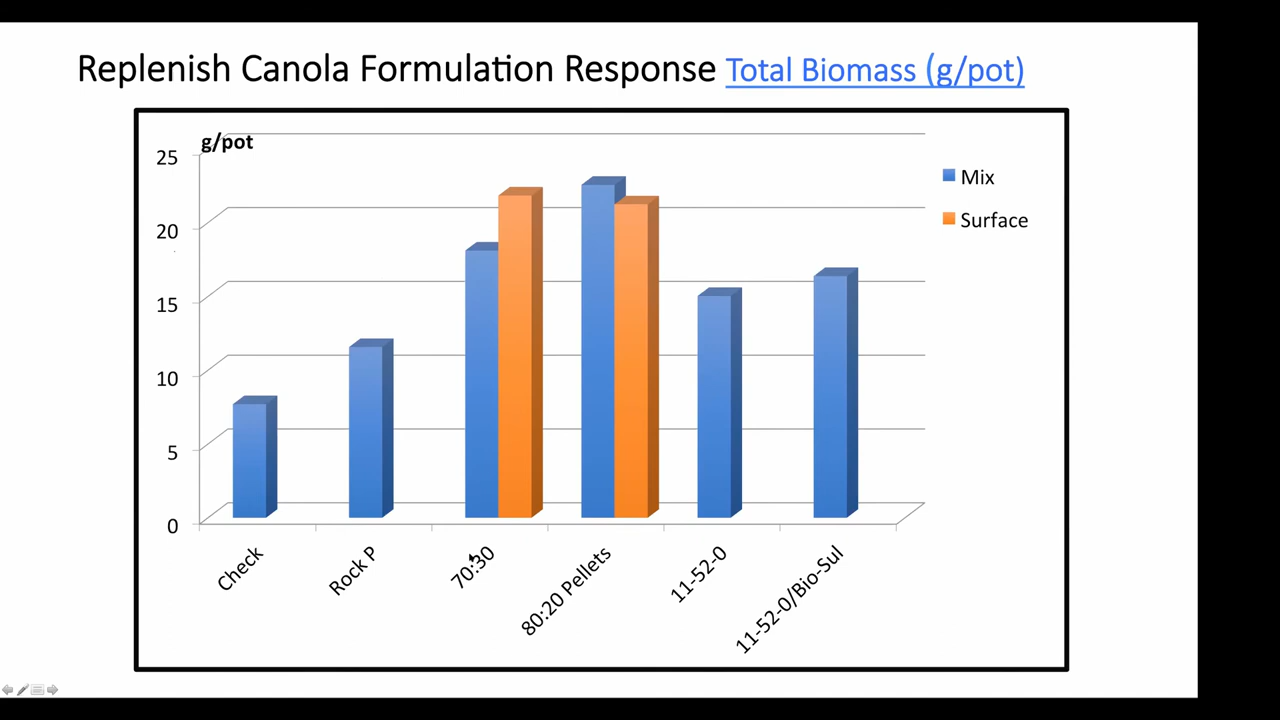 Replenish Canola Formulation Response Total Biomass (g/pot)
g/pot
25
20
15
10
5
0
Mix
Surface
Check
Rock P
70:30
80:20 Pellets
11-52-0
11-52-0/Bio-Sul